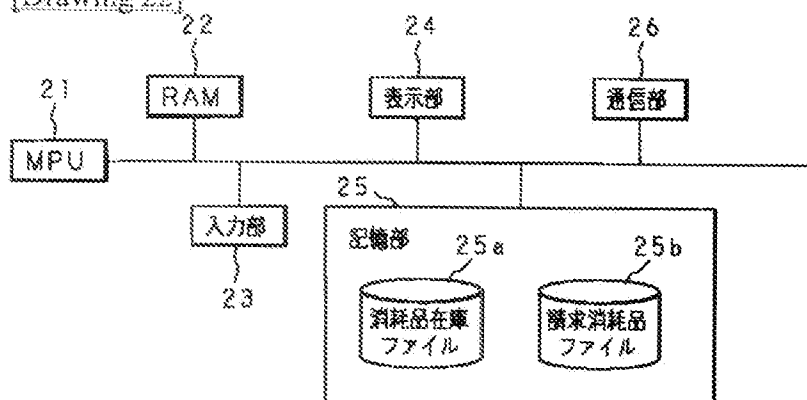 [Drawing 22]
22
24
26
21
RAM
表示部
通信部
MPU
25
入力部
記憶部
25a
25b
23
消耗品在庫
ファイル
請求消耗品
ファイル